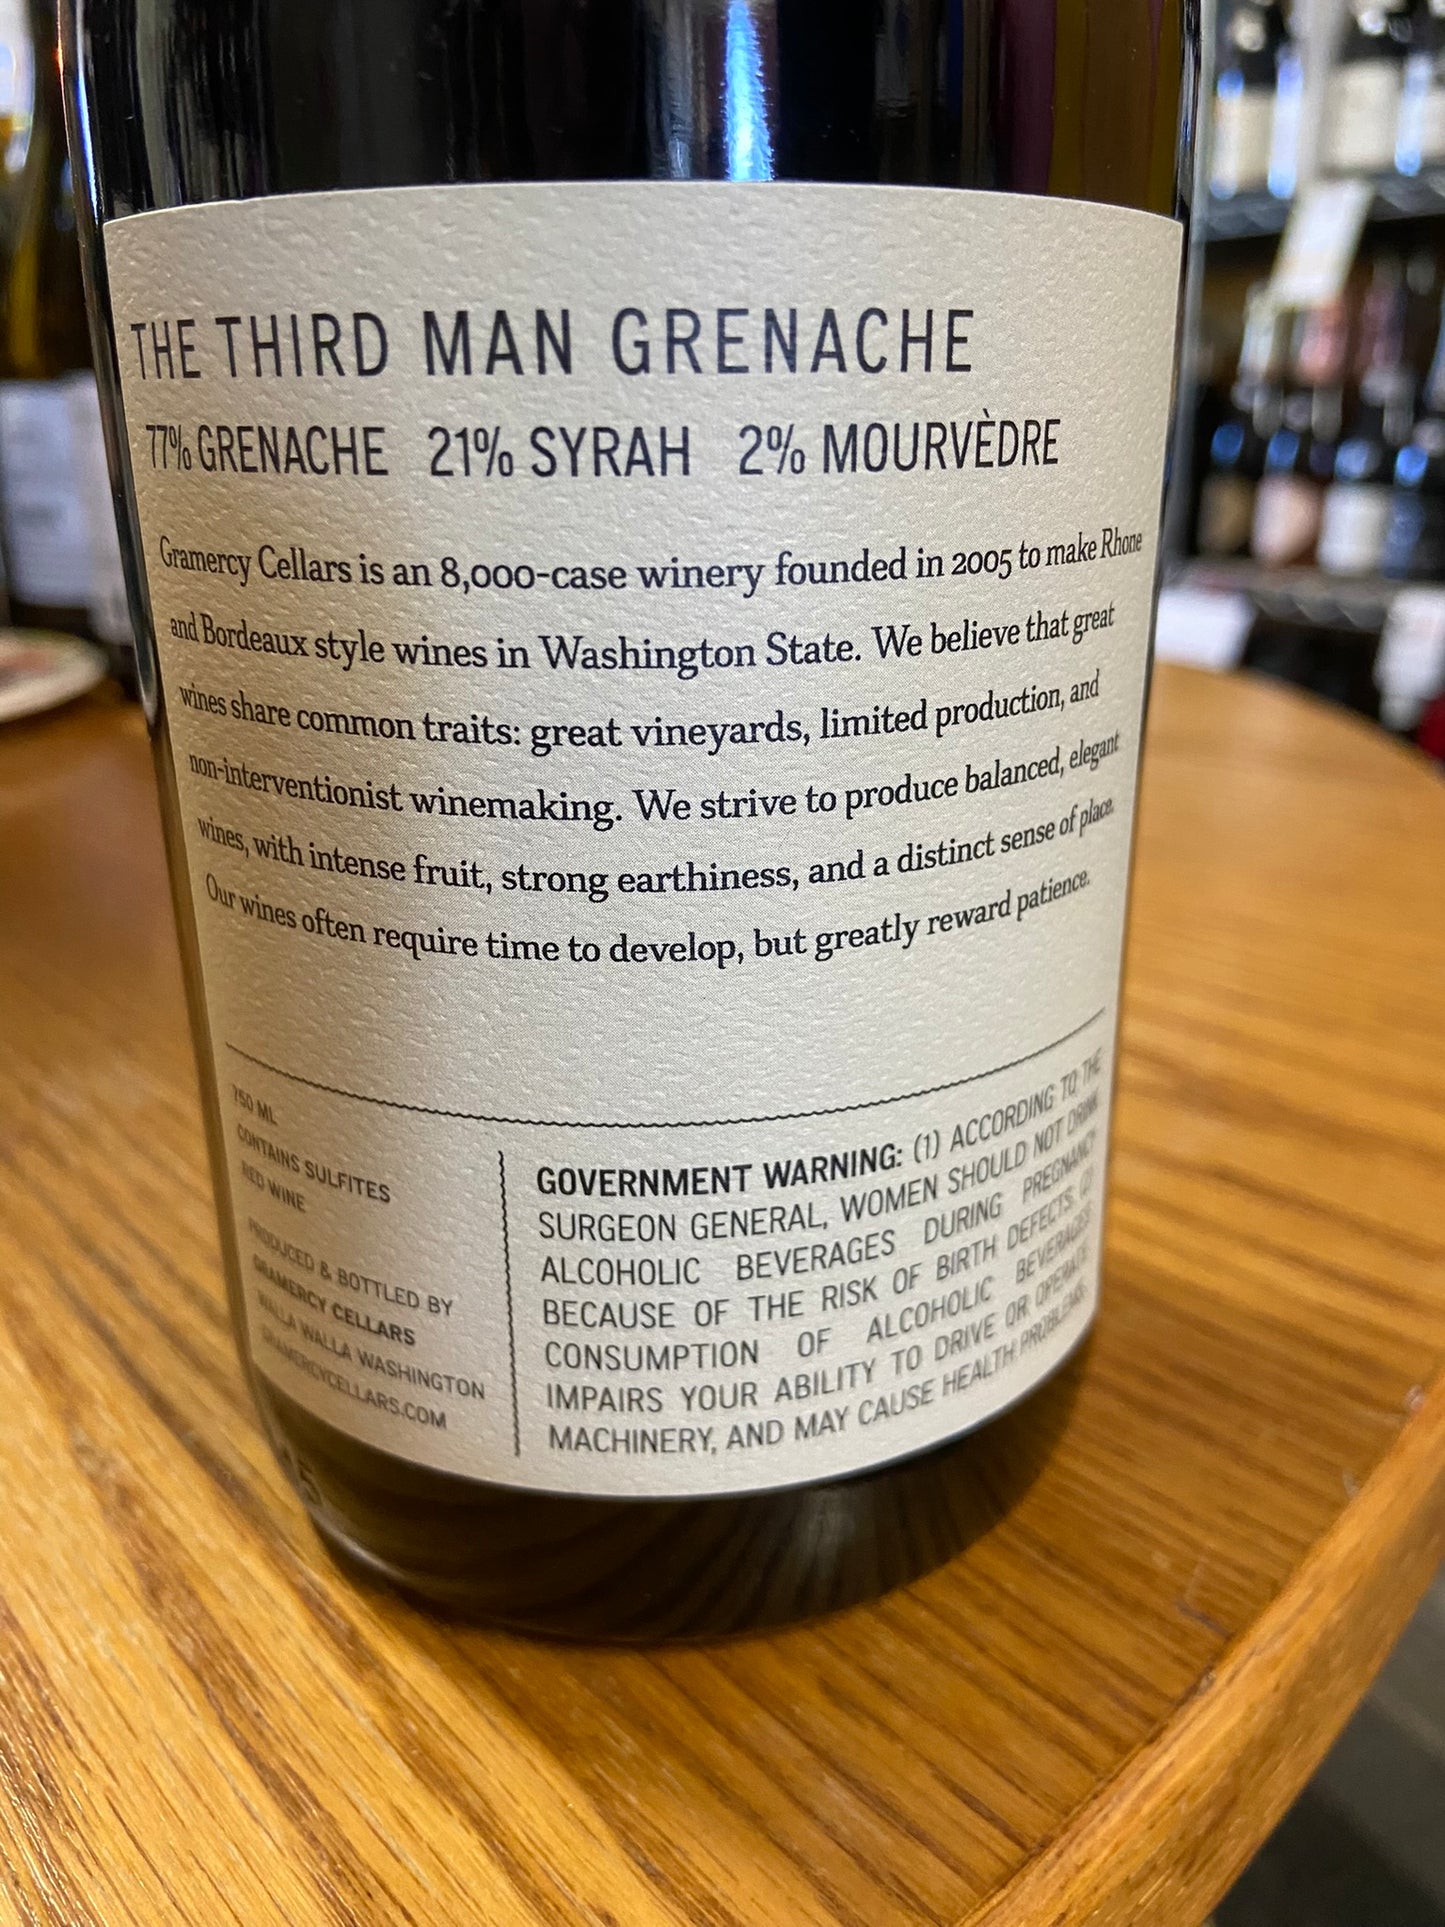 THE THIRD MAN GRENACHE
77% GRENACHE 21% SYRAH 2% MOURVÈDRE
Gramercy Cellars is an 8,000-case winery founded in 2005 to make Rhone
and Bordeaux style wines in Washington State. We believe that great
wines share common traits: great vineyards, limited production, and
non-interventionist winemaking. We strive to produce balanced, elegant
wines, with intense fruit, strong earthiness, and a distinct sense of place.
Our wines often require time to develop, but greatly reward patience.
750 ML
CONTAINS SULFITES
RED WINE
PRODUCED & BOTTLED BY
GRAMERCY CELLARS
WALLA WALLA WASHINGTON
GRAMERCYCELLARS.COM
GOVERNMENT WARNING: (1) ACCORDING TO THE
SURGEON GENERAL, WOMEN SHOULD NOT DRINK
ALCOHOLIC BEVERAGES DURING PREGNANCY
BECAUSE OF THE RISK OF BIRTH DEFECTS. (2)
CONSUMPTION OF ALCOHOLIC BEVERAGES
IMPAIRS YOUR ABILITY TO DRIVE OR OPERATE
MACHINERY, AND MAY CAUSE HEALTH PROBLEMS.